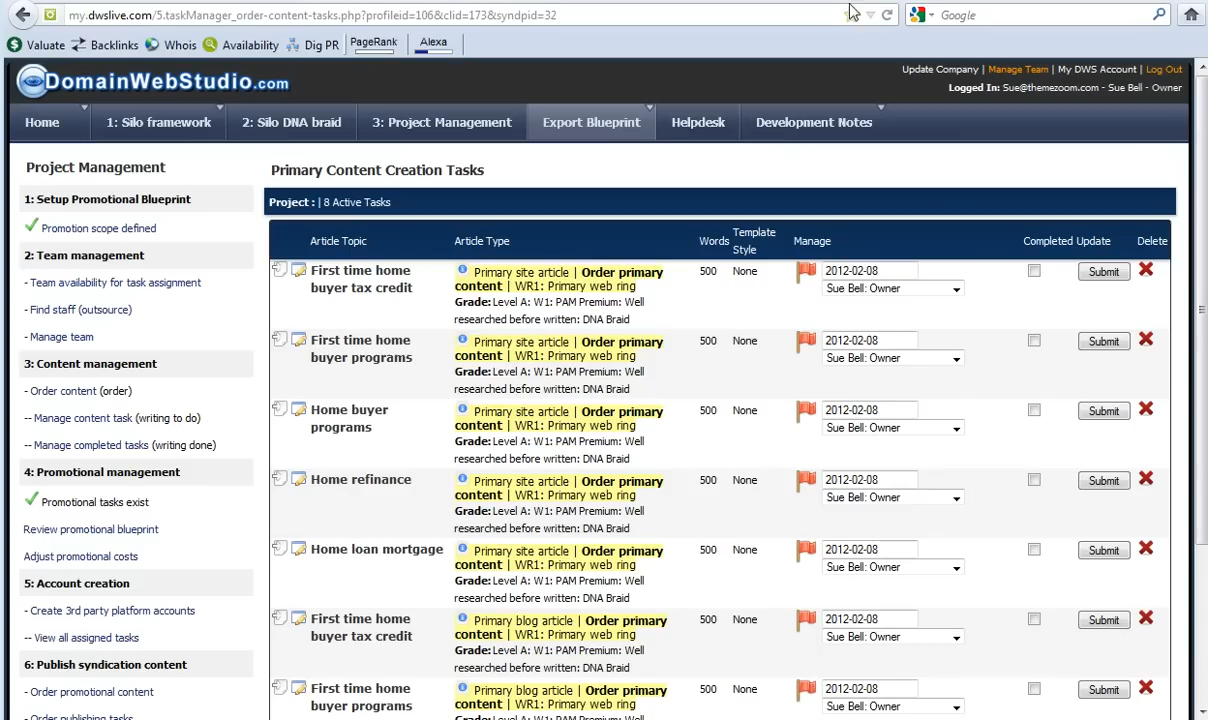 my.dwslive.com/5.taskManager_order-content-tasks.php?profileid=106&clid=173&syndpid=32
Google
Valuate Backlinks Whois Availability Dig PR PageRank Alexa
DomainWebStudio.com
Update Company | Manage Team | My DWS Account | Log Out
Logged In: Sue@themezoom.com - Sue Bell - Owner
Home 1: Silo framework 2: Silo DNA braid 3: Project Management Export Blueprint Helpdesk Development Notes
Project Management
1: Setup Promotional Blueprint
Promotion scope defined
2: Team management
- Team availability for task assignment
- Find staff (outsource)
- Manage team
3: Content management
- Order content (order)
-- Manage content task (writing to do)
-- Manage completed tasks (writing done)
4: Promotional management
Promotional tasks exist
Review promotional blueprint
Adjust promotional costs
5: Account creation
- Create 3rd party platform accounts
-- View all assigned tasks
6: Publish syndication content
- Order promotional content
- Order publishing tasks
Primary Content Creation Tasks
Project : | 8 Active Tasks
Article Topic Article Type Words Template Style Manage Completed Update Delete
First time home Primary site article | Order primary 500 None 2012-02-08 Submit
buyer tax credit content | WR1: Primary web ring Sue Bell: Owner
Grade: Level A: W1: PAM Premium: Well
researched before written: DNA Braid
First time home Primary site article | Order primary 500 None 2012-02-08 Submit
buyer programs content | WR1: Primary web ring Sue Bell: Owner
Grade: Level A: W1: PAM Premium: Well
researched before written: DNA Braid
Home buyer Primary site article | Order primary 500 None 2012-02-08 Submit
programs content | WR1: Primary web ring Sue Bell: Owner
Grade: Level A: W1: PAM Premium: Well
researched before written: DNA Braid
Home refinance Primary site article | Order primary 500 None 2012-02-08 Submit
content | WR1: Primary web ring Sue Bell: Owner
Grade: Level A: W1: PAM Premium: Well
researched before written: DNA Braid
Home loan mortgage Primary site article | Order primary 500 None 2012-02-08 Submit
content | WR1: Primary web ring Sue Bell: Owner
Grade: Level A: W1: PAM Premium: Well
researched before written: DNA Braid
First time home Primary blog article | Order primary 500 None 2012-02-08 Submit
buyer tax credit content | WR1: Primary web ring Sue Bell: Owner
Grade: Level A: W1: PAM Premium: Well
researched before written: DNA Braid
First time home Primary blog article | Order primary 500 None 2012-02-08 Submit
buyer programs content | WR1: Primary web ring Sue Bell: Owner